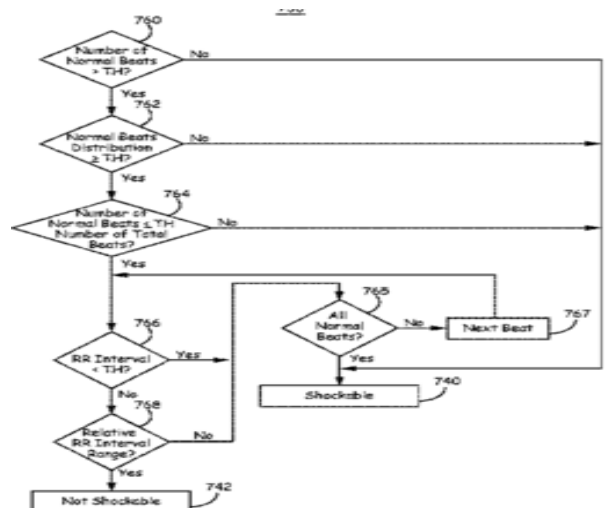 760
Number of
Normal Beats
> TH?
No
Yes
762
Normal Beats
Distribution
≥ TH?
No
Yes
764
Number of
Normal Beats ≤ TH
Number of Total
Beats?
No
Yes
765
All
Normal
Beats?
No
Next Beat
767
Yes
766
RR Interval
< TH?
Yes
No
Shockable
740
768
Relative
RR Interval
Range?
No
Yes
742
Not Shockable